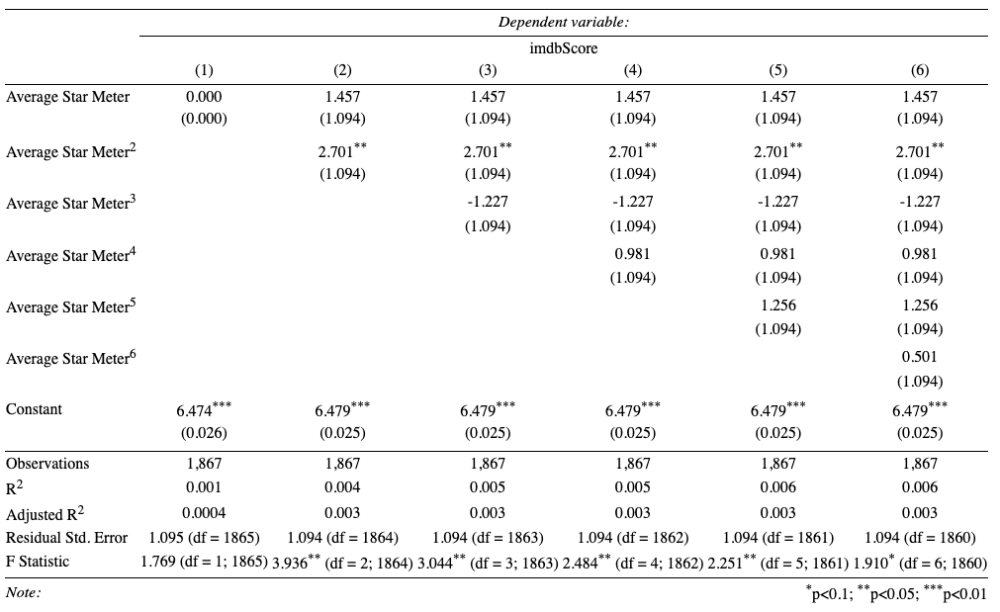 Dependent variable:
imdbScore
(1) (2) (3) (4) (5) (6)
Average Star Meter 0.000 1.457 1.457 1.457 1.457 1.457
(0.000) (1.094) (1.094) (1.094) (1.094) (1.094)
Average Star Meter² 2.701** 2.701** 2.701** 2.701** 2.701**
(1.094) (1.094) (1.094) (1.094) (1.094)
Average Star Meter³ -1.227 -1.227 -1.227 -1.227
(1.094) (1.094) (1.094) (1.094)
Average Star Meter⁴ 0.981 0.981 0.981
(1.094) (1.094) (1.094)
Average Star Meter⁵ 1.256 1.256
(1.094) (1.094)
Average Star Meter⁶ 0.501
(1.094)
Constant 6.474*** 6.479*** 6.479*** 6.479*** 6.479*** 6.479***
(0.026) (0.025) (0.025) (0.025) (0.025) (0.025)
Observations 1,867 1,867 1,867 1,867 1,867 1,867
R² 0.001 0.004 0.005 0.005 0.006 0.006
Adjusted R² 0.0004 0.003 0.003 0.003 0.003 0.003
Residual Std. Error 1.095 (df = 1865) 1.094 (df = 1864) 1.094 (df = 1863) 1.094 (df = 1862) 1.094 (df = 1861) 1.094 (df = 1860)
F Statistic 1.769 (df = 1; 1865) 3.936** (df = 2; 1864) 3.044** (df = 3; 1863) 2.484** (df = 4; 1862) 2.251** (df = 5; 1861) 1.910* (df = 6; 1860)
Note: *p<0.1; **p<0.05; ***p<0.01